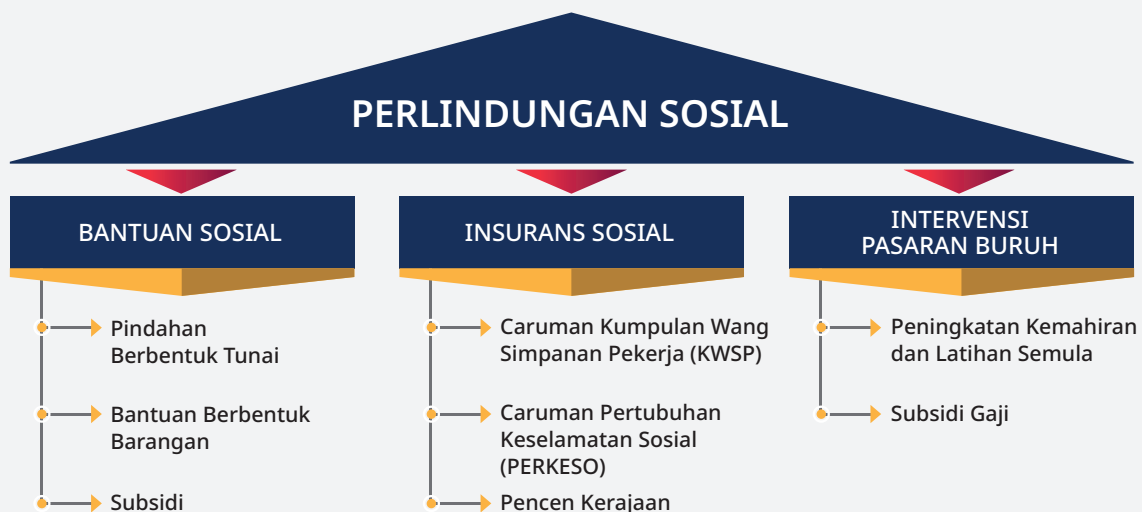 PERLINDUNGAN SOSIAL
BANTUAN SOSIAL
Pindahan
Berbentuk Tunai
Bantuan Berbentuk
Barangan
Subsidi
INSURANS SOSIAL
Caruman Kumpulan Wang
Simpanan Pekerja (KWSP)
Caruman Pertubuhan
Keselamatan Sosial
(PERKESO)
Pencen Kerajaan
INTERVENSI
PASARAN BURUH
Peningkatan Kemahiran
dan Latihan Semula
Subsidi Gaji